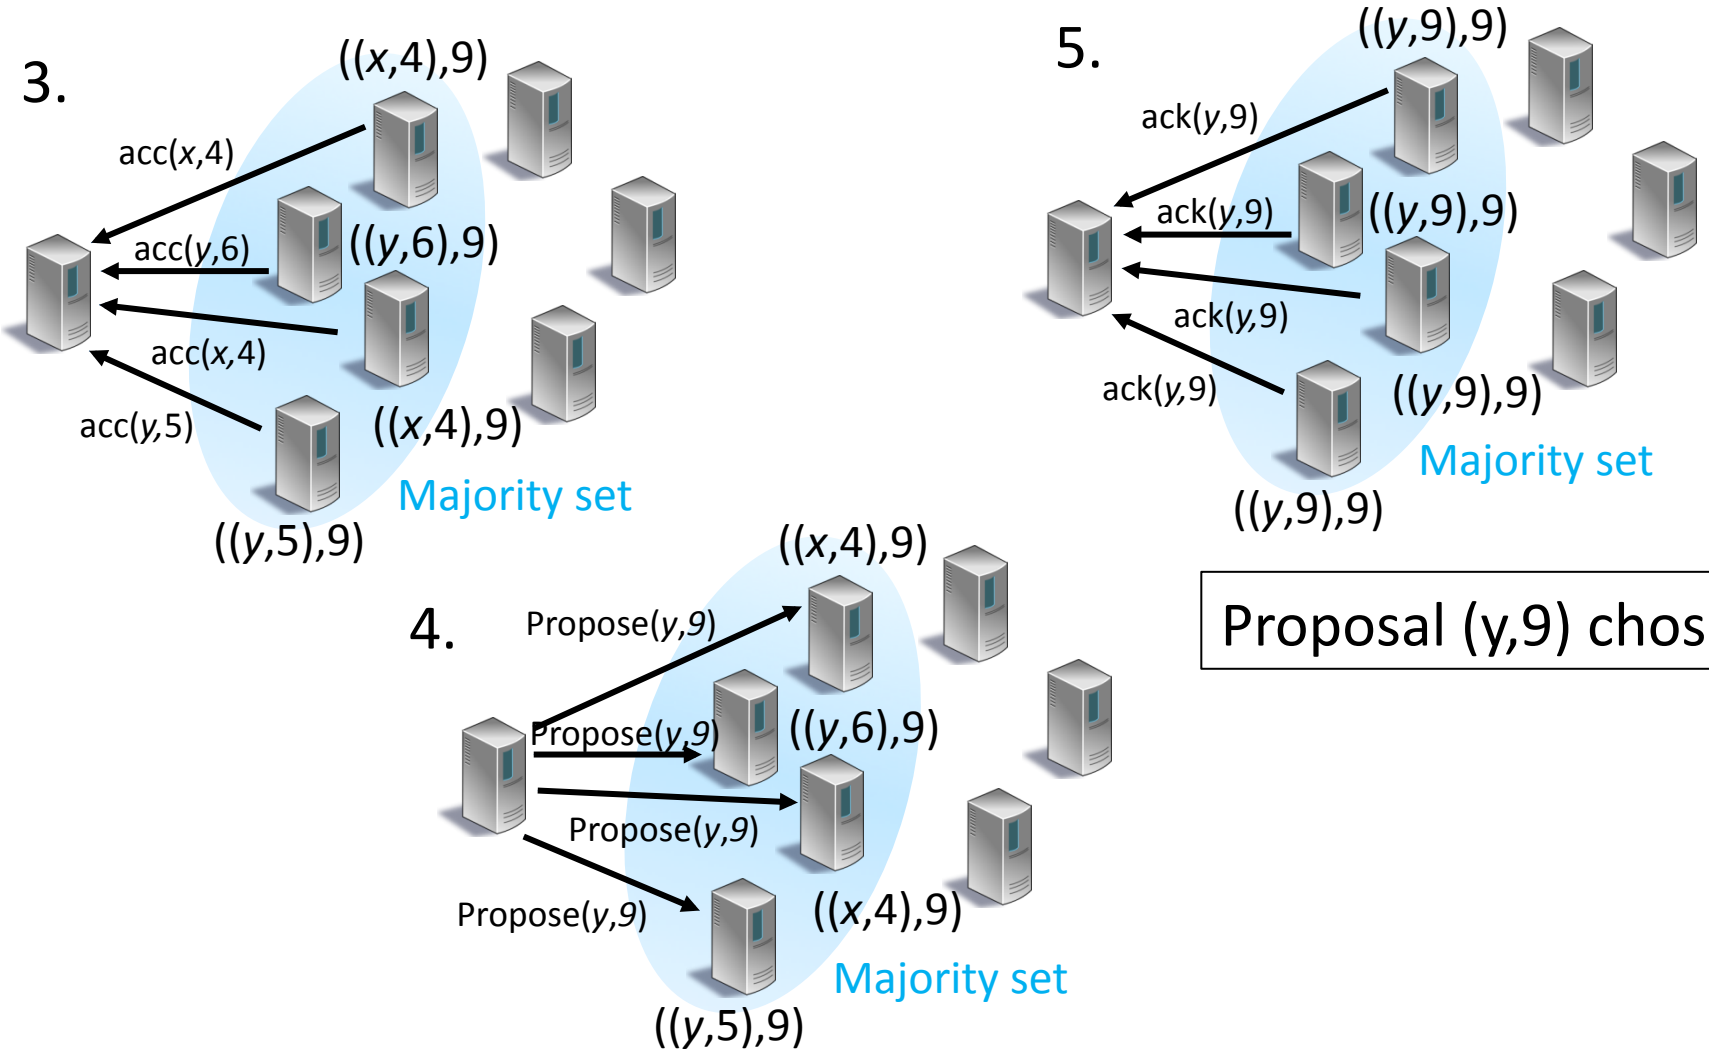 3.
((x,4),9)
acc(x,4)
acc(y,6)
((y,6),9)
acc(x,4)
acc(y,5)
((x,4),9)
Majority set
((y,5),9)
5.
((y,9),9)
ack(y,9)
ack(y,9)
((y,9),9)
ack(y,9)
ack(y,9)
((y,9),9)
Majority set
((y,9),9)
4.
((x,4),9)
Propose(y,9)
Propose(y,9)
((y,6),9)
Propose(y,9)
Propose(y,9)
((x,4),9)
Majority set
((y,5),9)
Proposal (y,9) chos